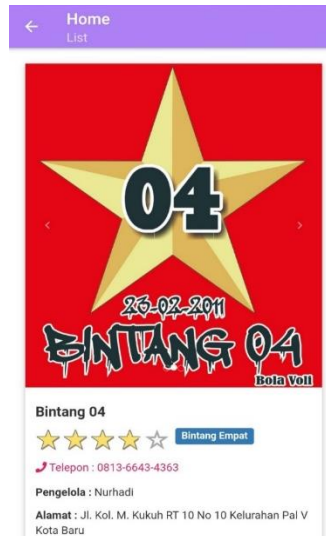 Home
List
04
23-02-2011
BINTANG 04
Bola Voli
Bintang 04
Bintang Empat
Telepon : 0813-6643-4363
Pengelola : Nurhadi
Alamat : Jl. Kol. M. Kukuh RT 10 No 10 Kelurahan Pal V
Kota Baru